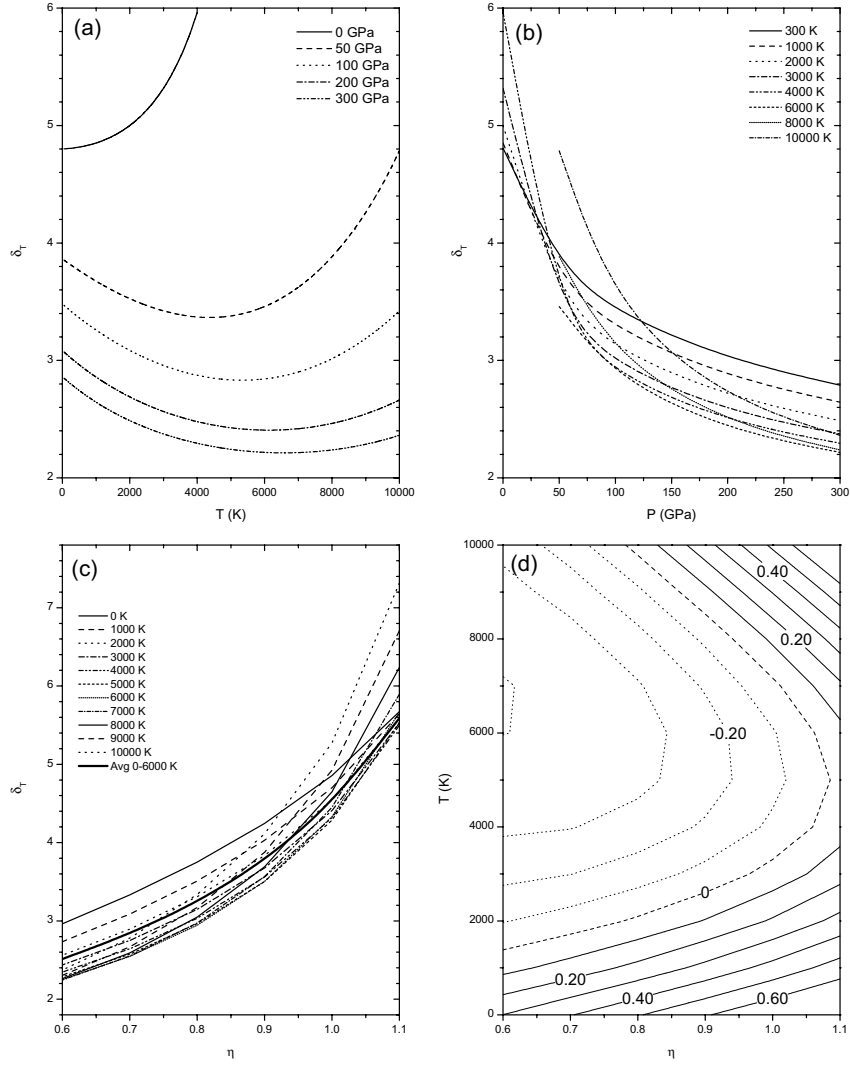 (a)
0 GPa
50 GPa
100 GPa
200 GPa
300 GPa
6
5
4
3
2
0 2000 4000 6000 8000 10000
δT
T (K)
(b)
300 K
1000 K
2000 K
3000 K
4000 K
6000 K
8000 K
10000 K
6
5
4
3
2
0 50 100 150 200 250 300
δT
P (GPa)
(c)
0 K
1000 K
2000 K
3000 K
4000 K
5000 K
6000 K
7000 K
8000 K
9000 K
10000 K
Avg 0-6000 K
7
6
5
4
3
2
0.6 0.7 0.8 0.9 1.0 1.1
δT
η
(d)
10000
8000
6000
4000
2000
0
0.6 0.7 0.8 0.9 1.0 1.1
T (K)
η
0.40
0.20
-0.20
0
0.20
0.40
0.60